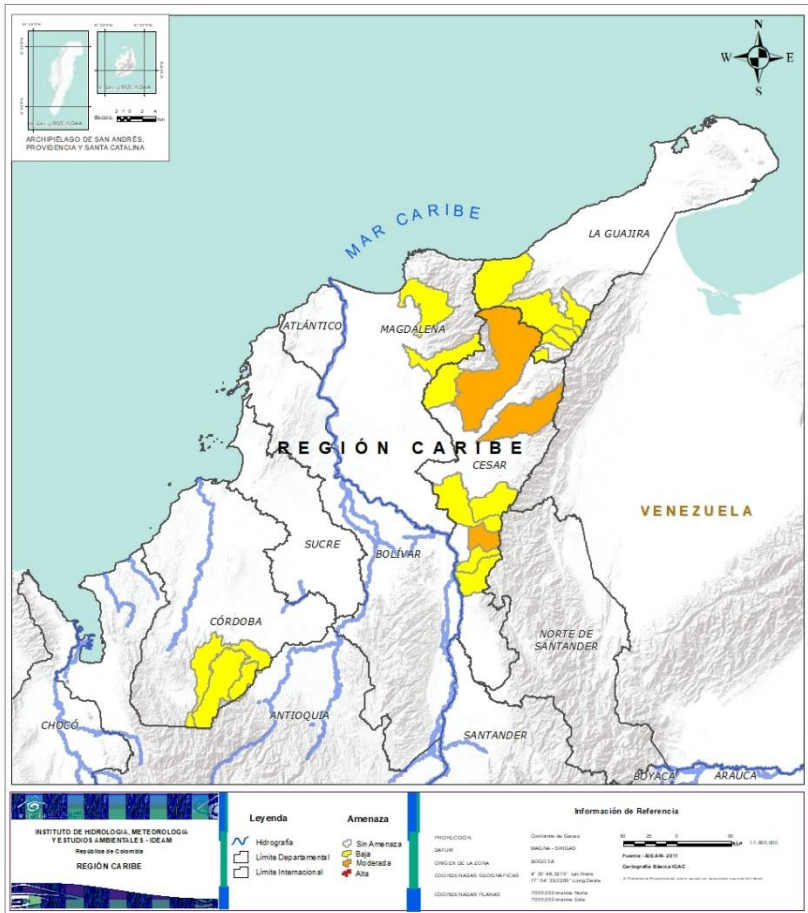 ARCHIPIÉLAGO DE SAN ANDRÉS,
PROVIDENCIA Y SANTA CATALINA
N
W E
S
MAR CARIBE
LA GUAJIRA
ATLÁNTICO
MAGDALENA
REGIÓN CARIBE
CESAR
VENEZUELA
SUCRE
BOLÍVAR
CÓRDOBA
NORTE DE
SANTANDER
ANTIOQUIA
CHOCÓ
SANTANDER
BOYACÁ
ARAUCA
INSTITUTO DE HIDROLOGIA, METEOROLOGIA
Y ESTUDIOS AMBIENTALES - IDEAM
República de Colombia
REGIÓN CARIBE
Leyenda
Hidrografía
Límite Departamental
Límite Internacional
Amenaza
Sin Amenaza
Baja
Moderada
Alta
Información de Referencia
PROYECCIÓN
Conforme de Gauss
DATUM
MAGNA - SIRGAS
ORIGEN DE LA ZONA
BOGOTÁ
COORDENADAS GEOGRÁFICAS
COORDENADAS PLANAS
Fuente: -IDEAM- 2011
Cartografía Básica IGAC